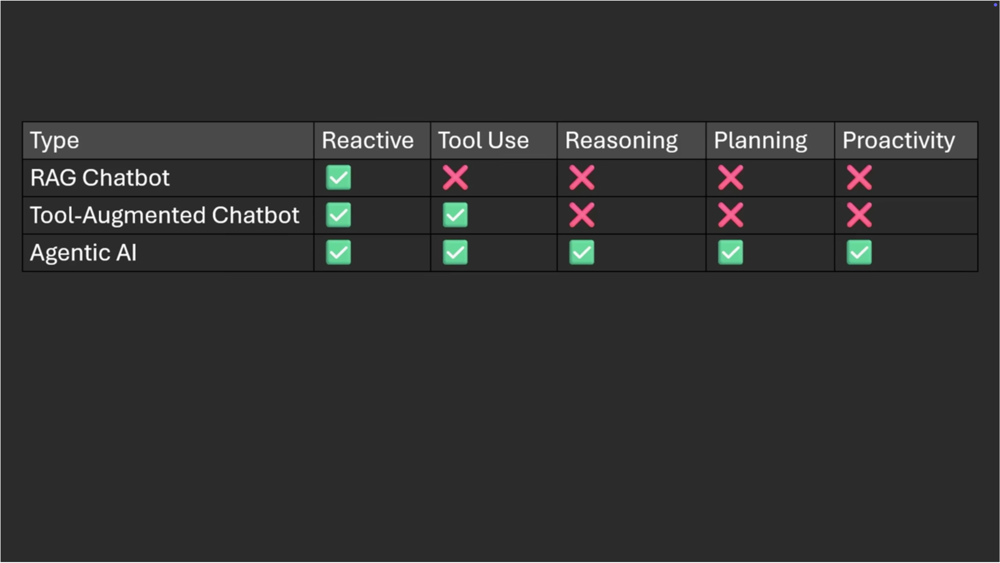 Type Reactive Tool Use Reasoning Planning Proactivity
RAG Chatbot ✅ ❌ ❌ ❌ ❌
Tool-Augmented Chatbot ✅ ✅ ❌ ❌ ❌
Agentic AI ✅ ✅ ✅ ✅ ✅